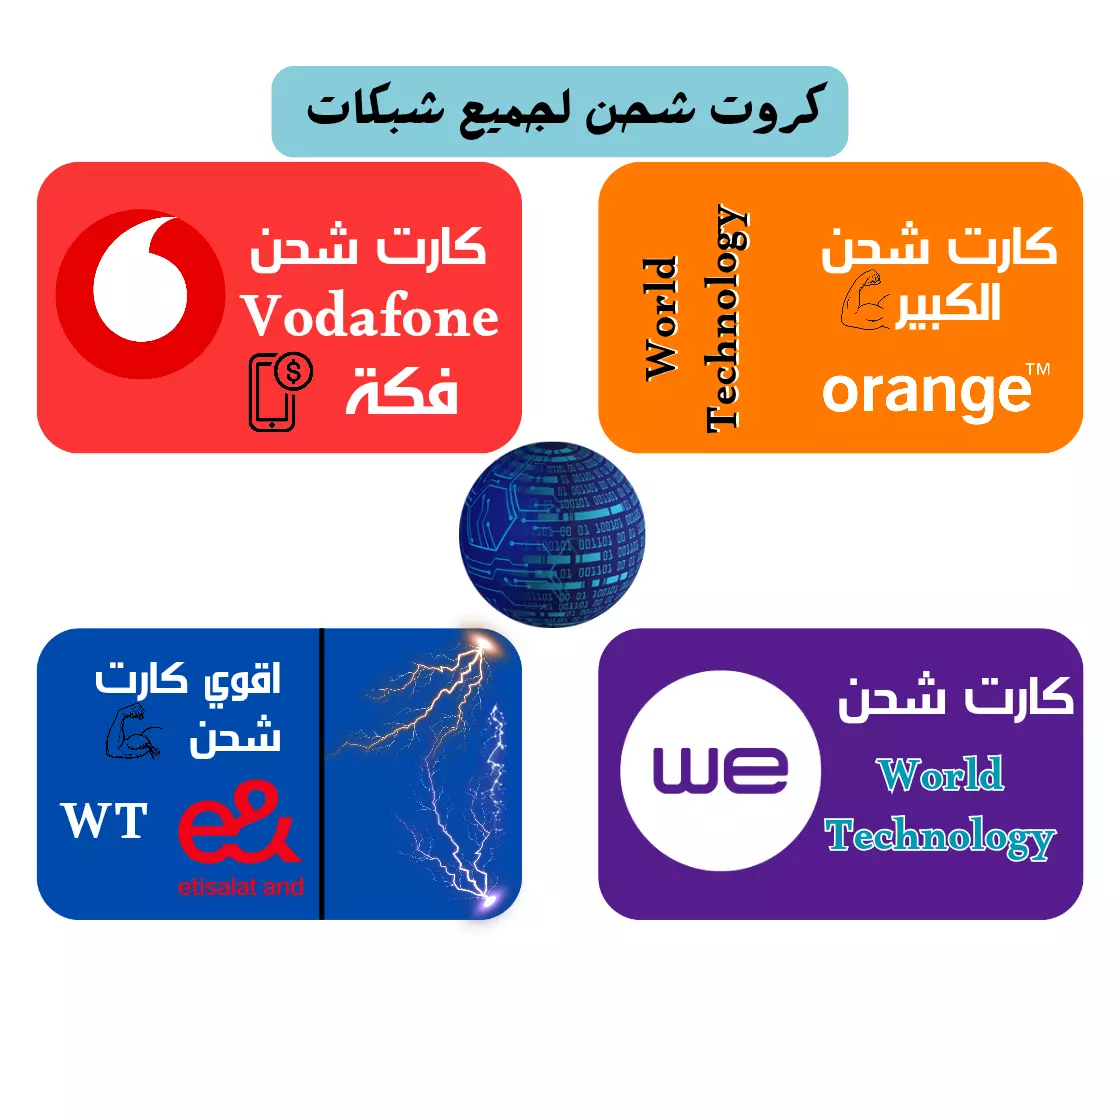 كروت شحن لجميع شبكات
كارت شحن
Vodafone
فكة
$
World
Technology
كارت شحن
الكبير
orange™
اقوي كارت
شحن
WT
e&
etisalat and
we
كارت شحن
World
Technology